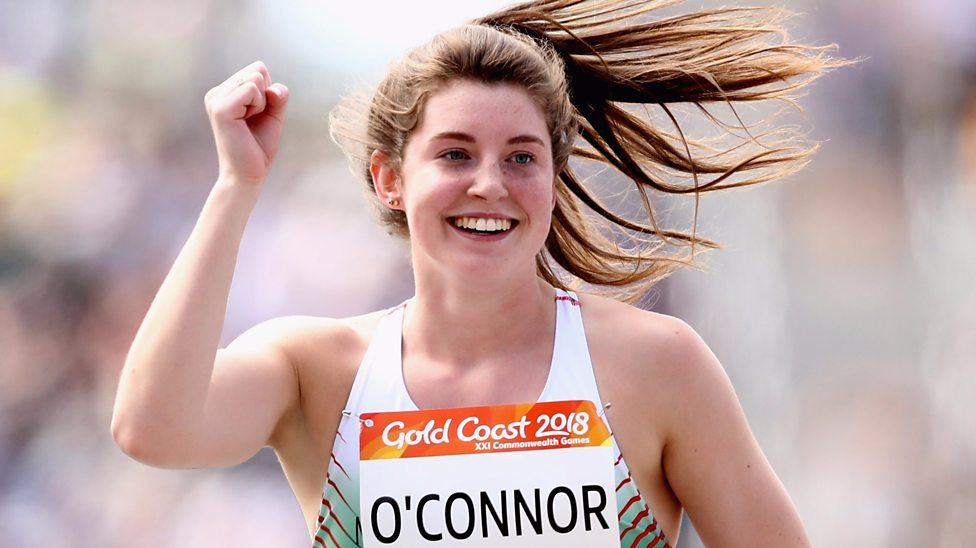 Gold Coast 2018
XXI Commonwealth Games
O'CONNOR